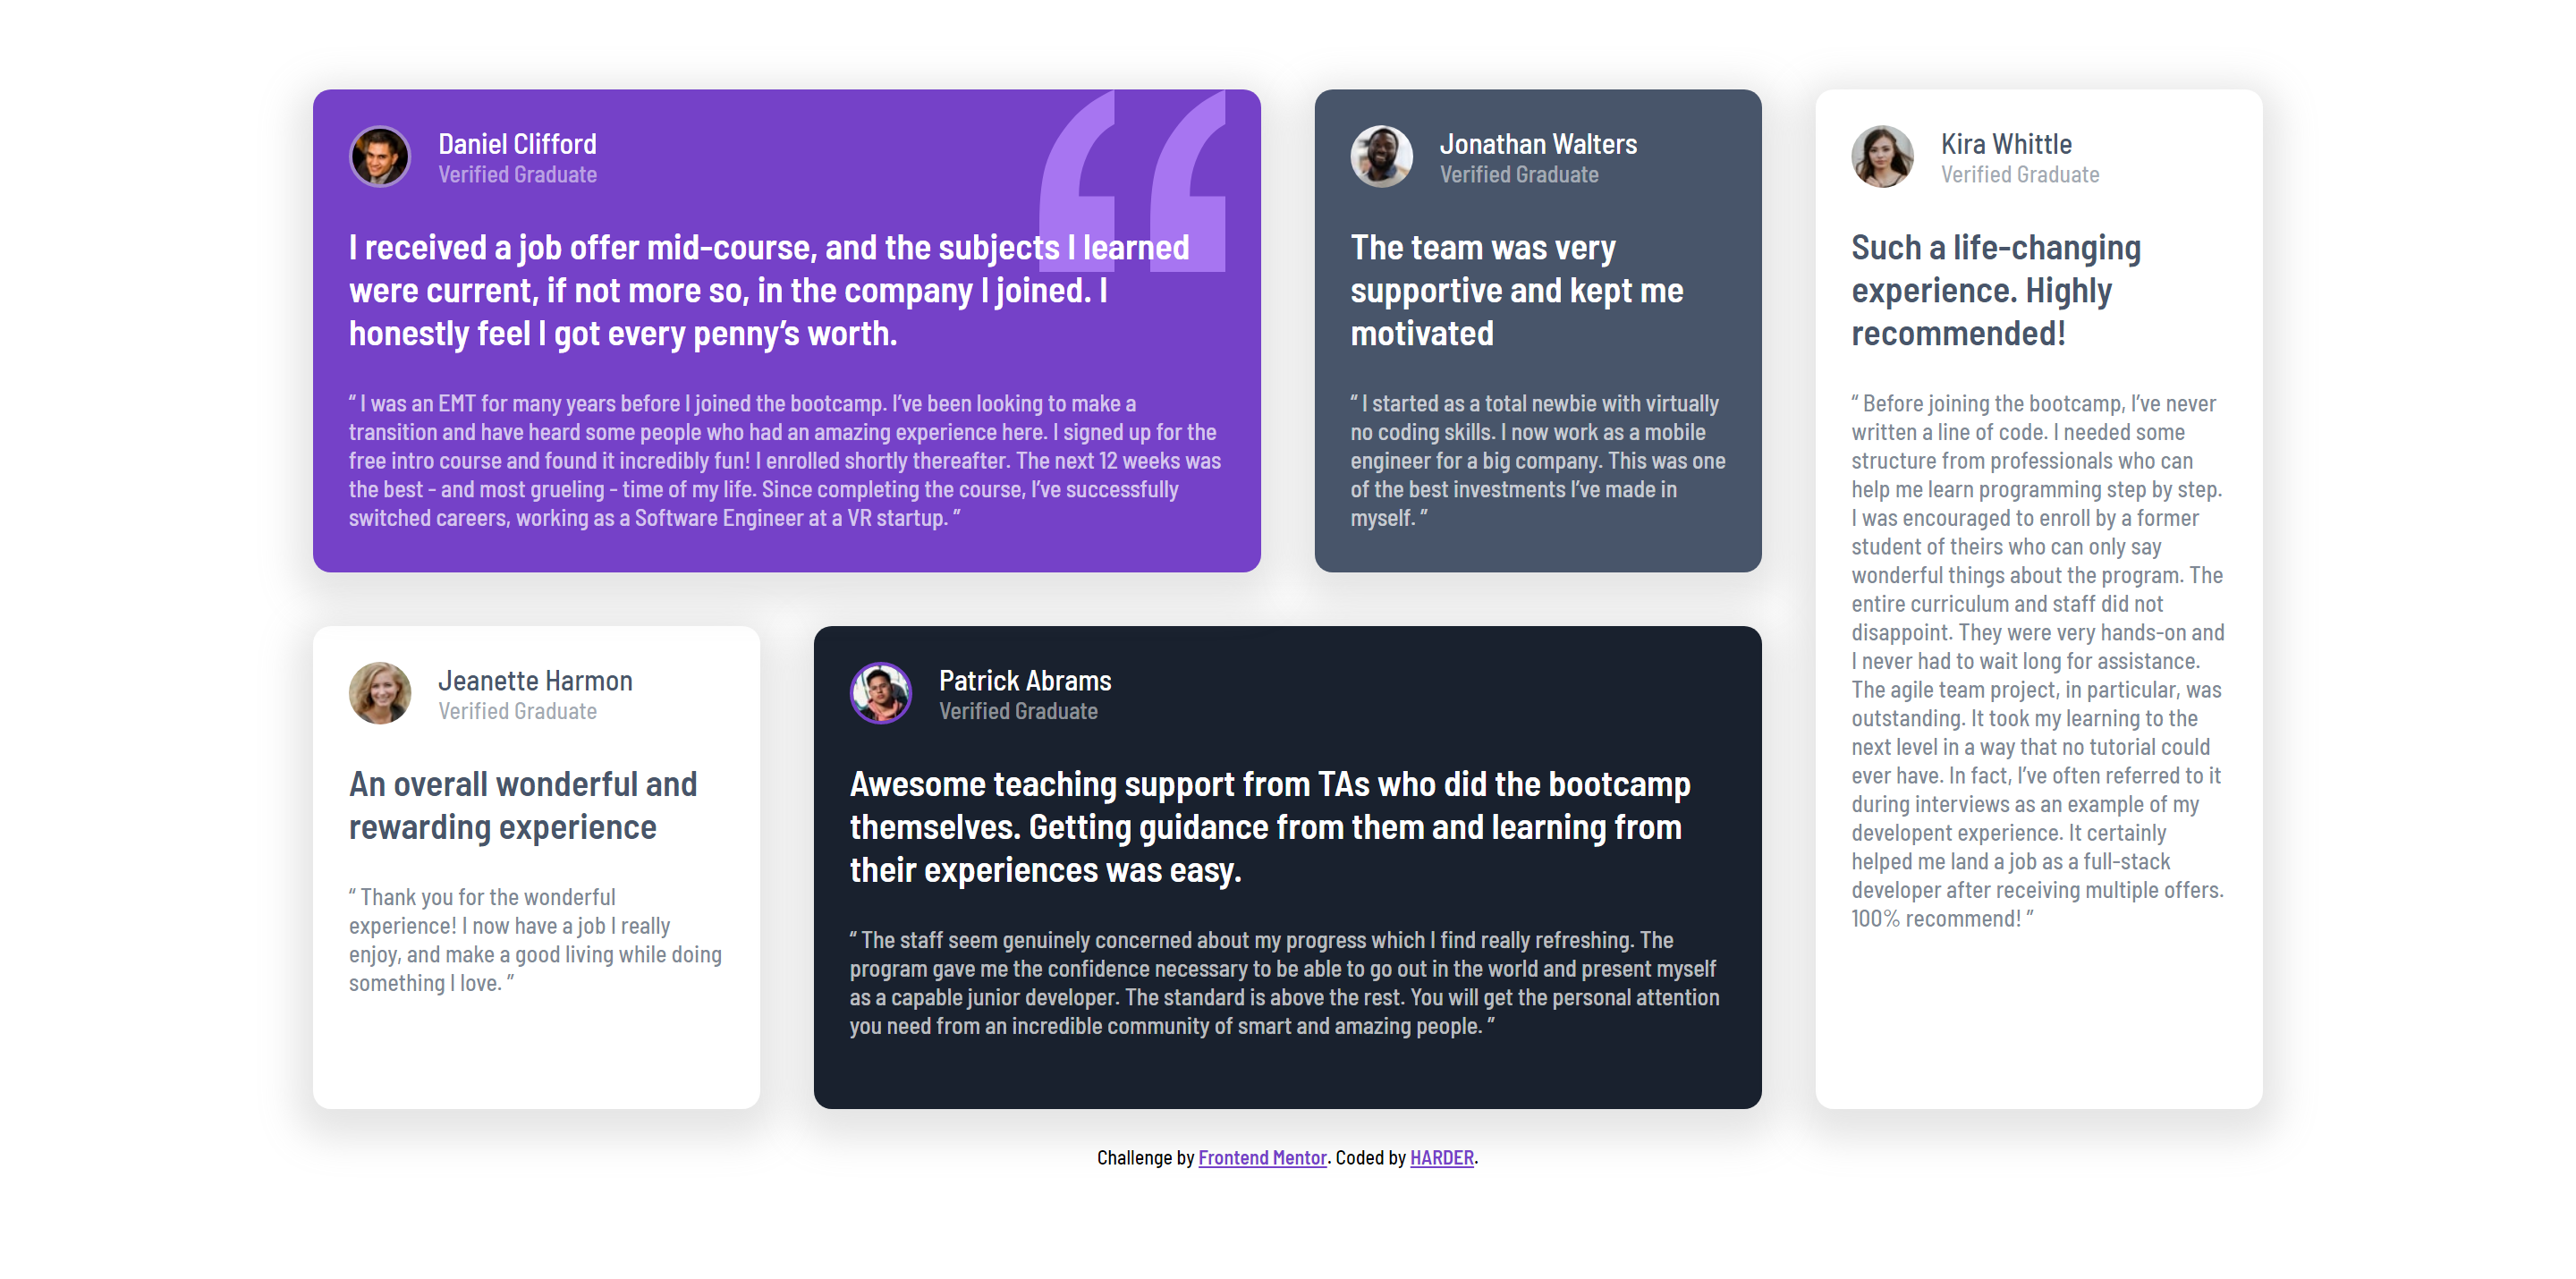 Daniel Clifford
Verified Graduate
I received a job offer mid-course, and the subjects I learned
were current, if not more so, in the company I joined. I
honestly feel I got every penny’s worth.
“ I was an EMT for many years before I joined the bootcamp. I’ve been looking to make a
transition and have heard some people who had an amazing experience here. I signed up for the
free intro course and found it incredibly fun! I enrolled shortly thereafter. The next 12 weeks was
the best - and most grueling - time of my life. Since completing the course, I’ve successfully
switched careers, working as a Software Engineer at a VR startup. ”
Jonathan Walters
Verified Graduate
The team was very
supportive and kept me
motivated
“ I started as a total newbie with virtually
no coding skills. I now work as a mobile
engineer for a big company. This was one
of the best investments I’ve made in
myself. ”
Kira Whittle
Verified Graduate
Such a life-changing
experience. Highly
recommended!
“ Before joining the bootcamp, I’ve never
written a line of code. I needed some
structure from professionals who can
help me learn programming step by step.
I was encouraged to enroll by a former
student of theirs who can only say
wonderful things about the program. The
entire curriculum and staff did not
disappoint. They were very hands-on and
I never had to wait long for assistance.
The agile team project, in particular, was
outstanding. It took my learning to the
next level in a way that no tutorial could
ever have. In fact, I’ve often referred to it
during interviews as an example of my
developent experience. It certainly
helped me land a job as a full-stack
developer after receiving multiple offers.
100% recommend! ”
Jeanette Harmon
Verified Graduate
An overall wonderful and
rewarding experience
“ Thank you for the wonderful
experience! I now have a job I really
enjoy, and make a good living while doing
something I love. ”
Patrick Abrams
Verified Graduate
Awesome teaching support from TAs who did the bootcamp
themselves. Getting guidance from them and learning from
their experiences was easy.
“ The staff seem genuinely concerned about my progress which I find really refreshing. The
program gave me the confidence necessary to be able to go out in the world and present myself
as a capable junior developer. The standard is above the rest. You will get the personal attention
you need from an incredible community of smart and amazing people. ”
Challenge by Frontend Mentor. Coded by HARDER.